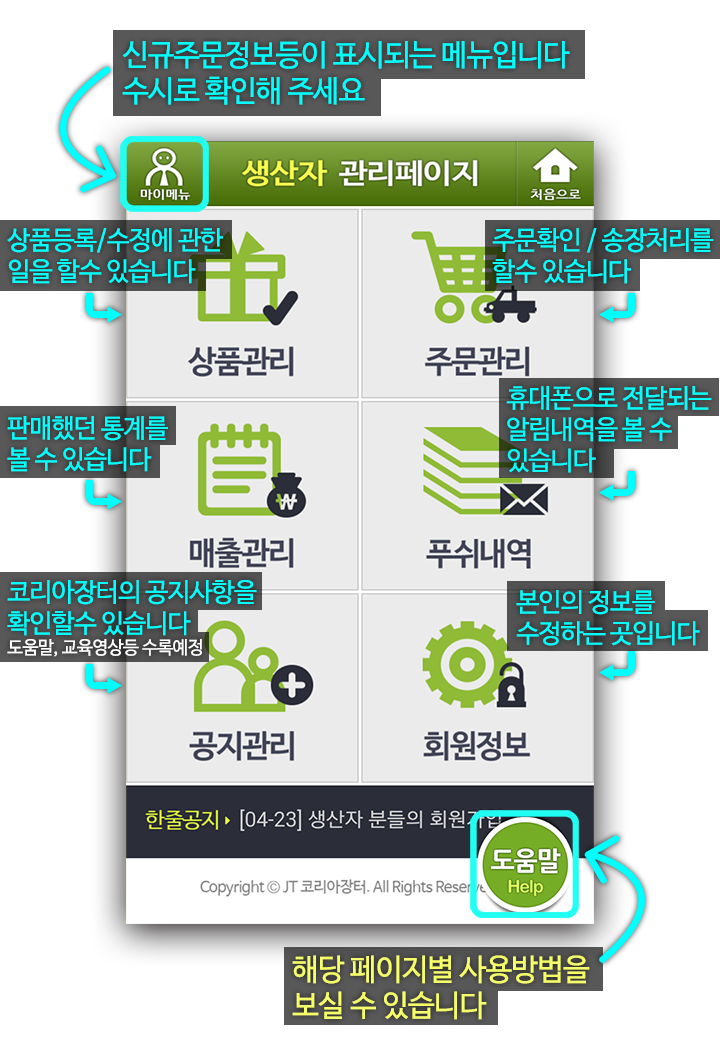 신규주문정보등이 표시되는 메뉴입니다
수시로 확인해 주세요
마이메뉴
생산자 관리페이지
처음으로
상품등록/수정에 관한
일을 할수 있습니다
주문확인 / 송장처리를
할수 있습니다
상품관리
주문관리
판매했던 통계를
볼 수 있습니다
휴대폰으로 전달되는
알림내역을 볼 수
있습니다
₩
매출관리
푸쉬내역
코리아장터의 공지사항을
확인할수 있습니다
도움말, 교육영상등 수록예정
본인의 정보를
수정하는 곳입니다
공지관리
회원정보
한줄공지 [04-23] 생산자 분들의 회원가입
도움말
Help
Copyright © JT 코리아장터. All Rights Reserve
해당 페이지별 사용방법을
보실 수 있습니다